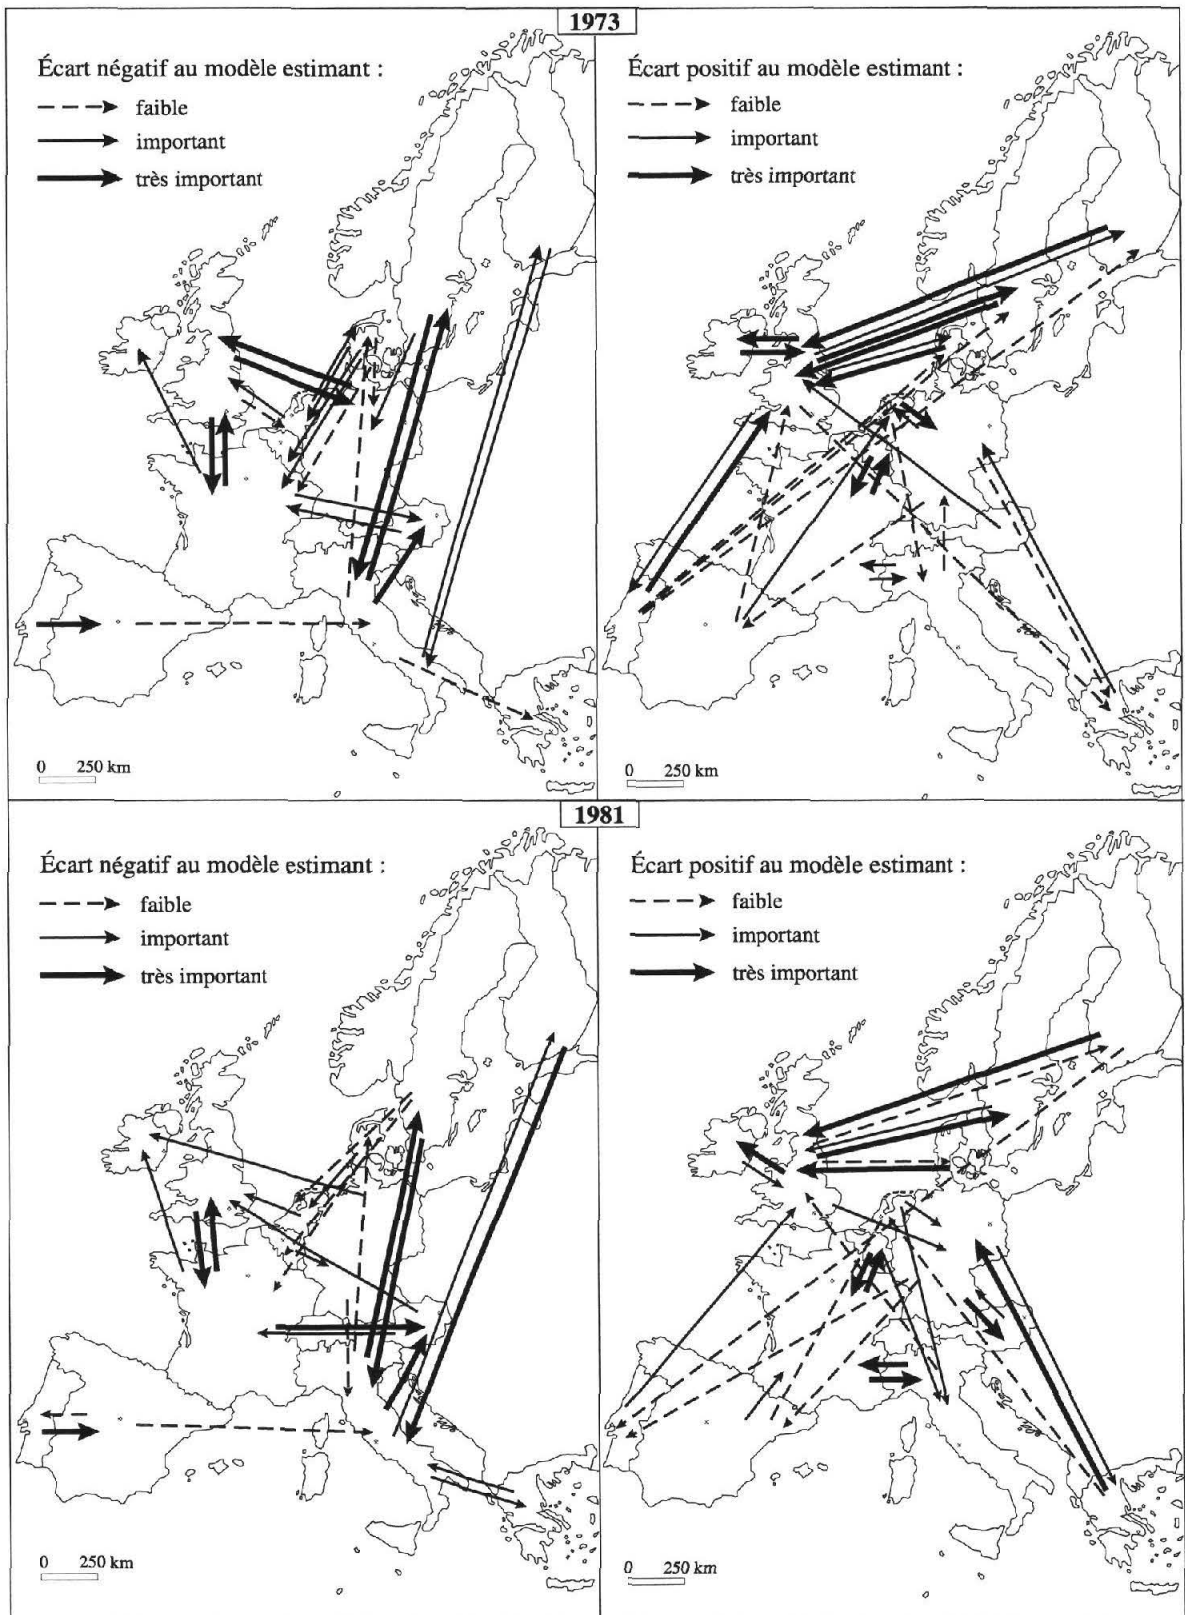 1973
Écart négatif au modèle estimant :
faible
important
très important
0 250 km
Écart positif au modèle estimant :
faible
important
très important
0 250 km
1981
Écart négatif au modèle estimant :
faible
important
très important
0 250 km
Écart positif au modèle estimant :
faible
important
très important
0 250 km